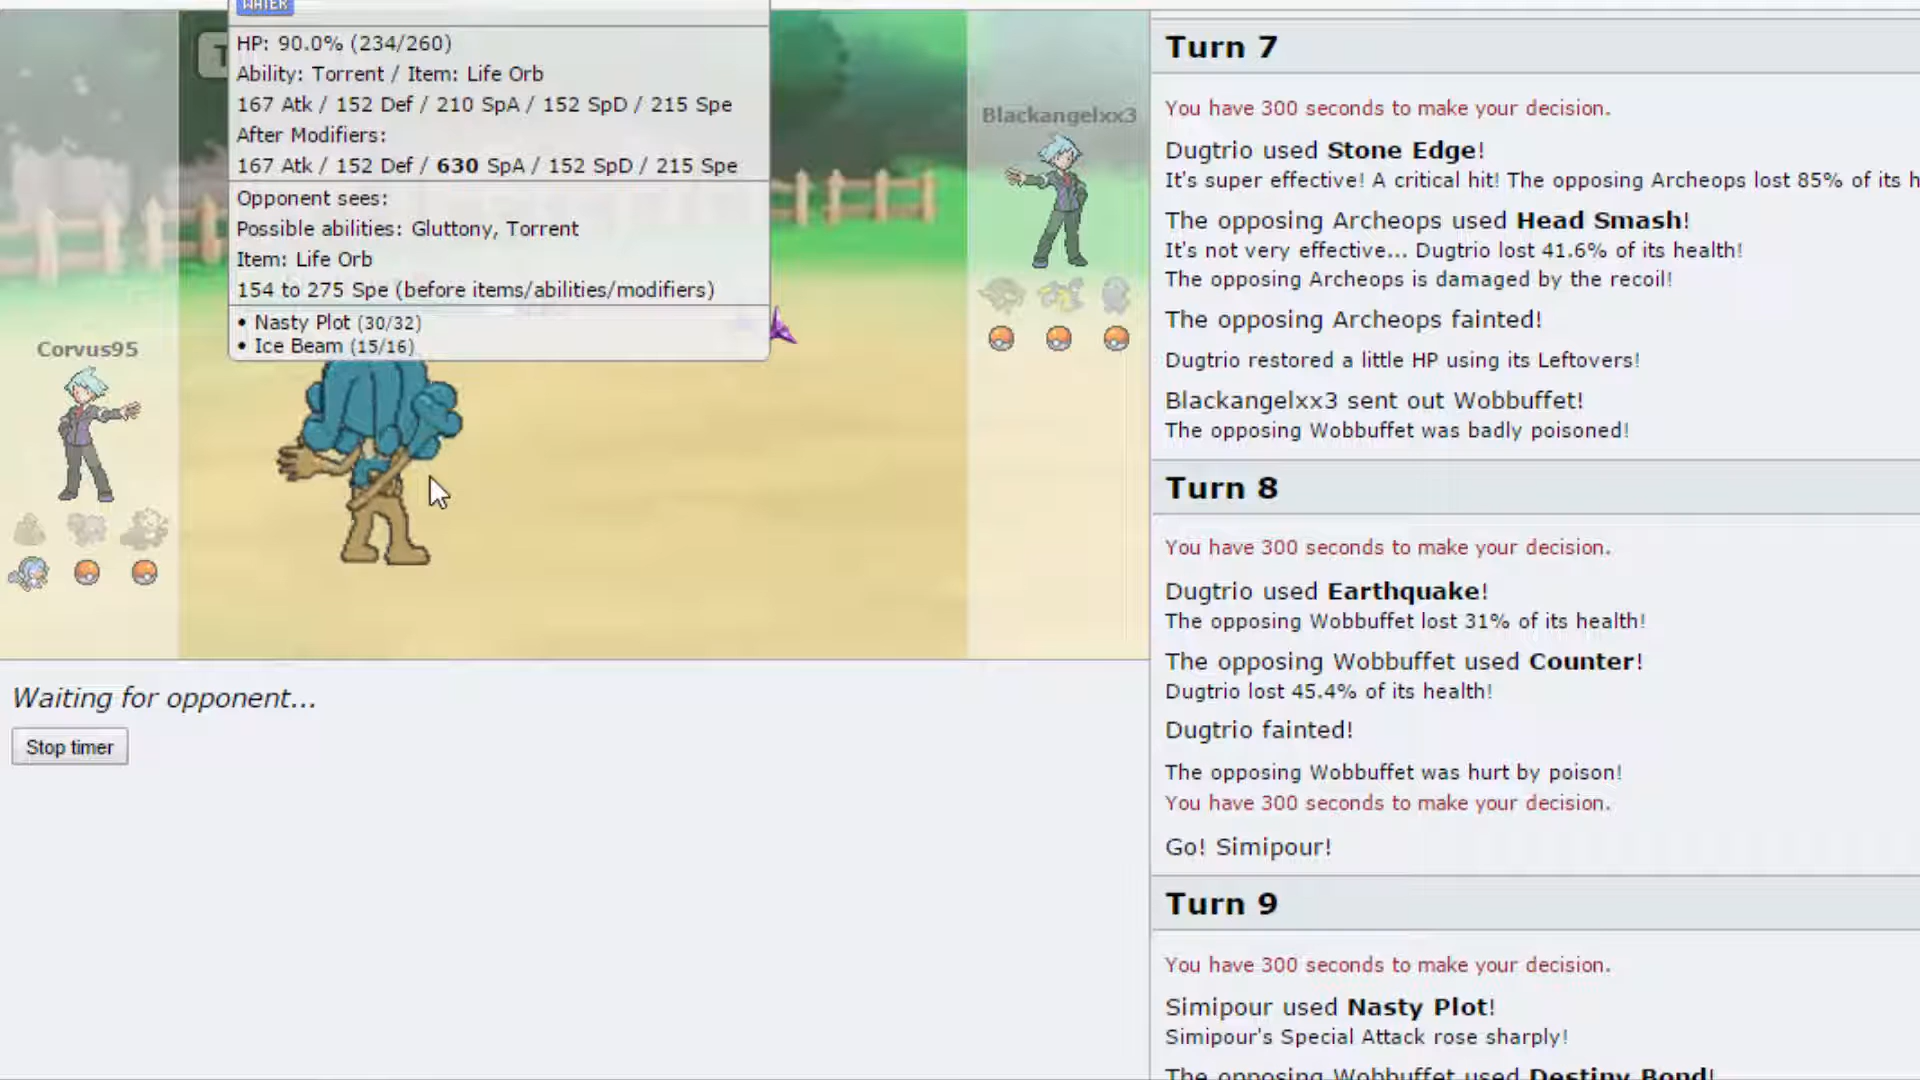 WATER
HP: 90.0% (234/260)
Ability: Torrent / Item: Life Orb
167 Atk / 152 Def / 210 SpA / 152 SpD / 215 Spe
After Modifiers:
167 Atk / 152 Def / 630 SpA / 152 SpD / 215 Spe
Opponent sees:
Possible abilities: Gluttony, Torrent
Item: Life Orb
154 to 275 Spe (before items/abilities/modifiers)
• Nasty Plot (30/32)
• Ice Beam (15/16)
Corvus95
Blackangelxx3
Waiting for opponent...
Stop timer
Turn 7
You have 300 seconds to make your decision.
Dugtrio used Stone Edge!
It's super effective! A critical hit! The opposing Archeops lost 85% of its h
The opposing Archeops used Head Smash!
It's not very effective... Dugtrio lost 41.6% of its health!
The opposing Archeops is damaged by the recoil!
The opposing Archeops fainted!
Dugtrio restored a little HP using its Leftovers!
Blackangelxx3 sent out Wobbuffet!
The opposing Wobbuffet was badly poisoned!
Turn 8
You have 300 seconds to make your decision.
Dugtrio used Earthquake!
The opposing Wobbuffet lost 31% of its health!
The opposing Wobbuffet used Counter!
Dugtrio lost 45.4% of its health!
Dugtrio fainted!
The opposing Wobbuffet was hurt by poison!
You have 300 seconds to make your decision.
Go! Simipour!
Turn 9
You have 300 seconds to make your decision.
Simipour used Nasty Plot!
Simipour's Special Attack rose sharply!
The opposing Wobbuffet used Destiny Bond!